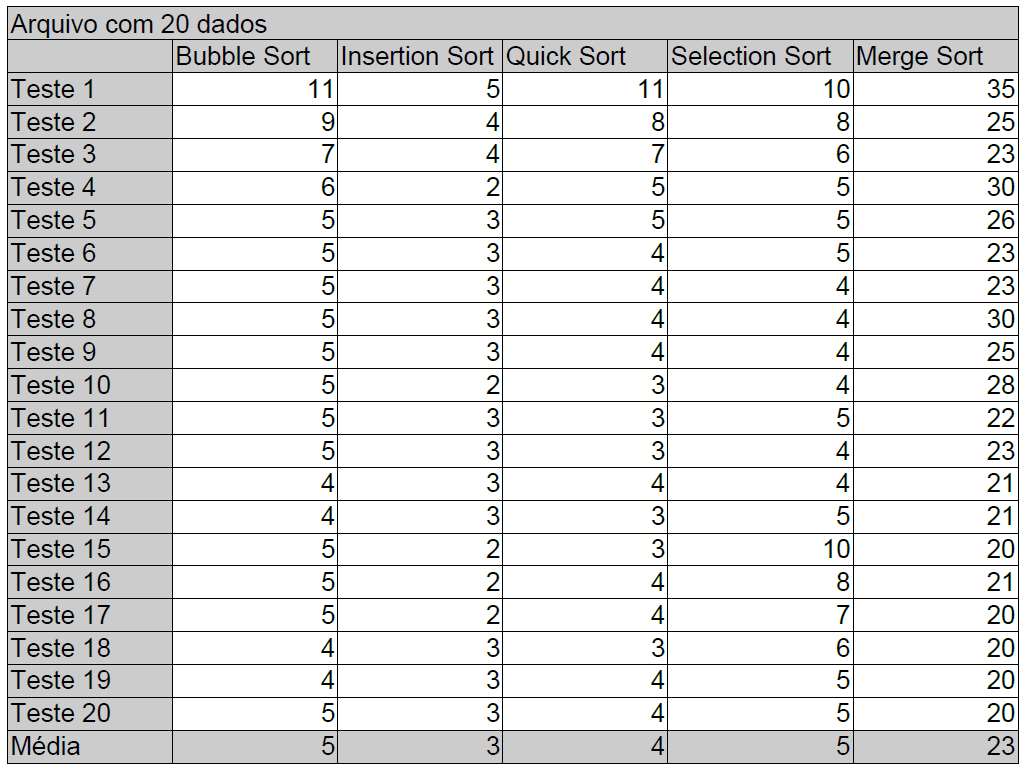 Arquivo com 20 dados
Bubble Sort Insertion Sort Quick Sort Selection Sort Merge Sort
Teste 1 11 5 11 10 35
Teste 2 9 4 8 8 25
Teste 3 7 4 7 6 23
Teste 4 6 2 5 5 30
Teste 5 5 3 5 5 26
Teste 6 5 3 4 5 23
Teste 7 5 3 4 4 23
Teste 8 5 3 4 4 30
Teste 9 5 3 4 4 25
Teste 10 5 2 3 4 28
Teste 11 5 3 3 5 22
Teste 12 5 3 3 4 23
Teste 13 4 3 4 4 21
Teste 14 4 3 3 5 21
Teste 15 5 2 3 10 20
Teste 16 5 2 4 8 21
Teste 17 5 2 4 7 20
Teste 18 4 3 3 6 20
Teste 19 4 3 4 5 20
Teste 20 5 3 4 5 20
Média 5 3 4 5 23